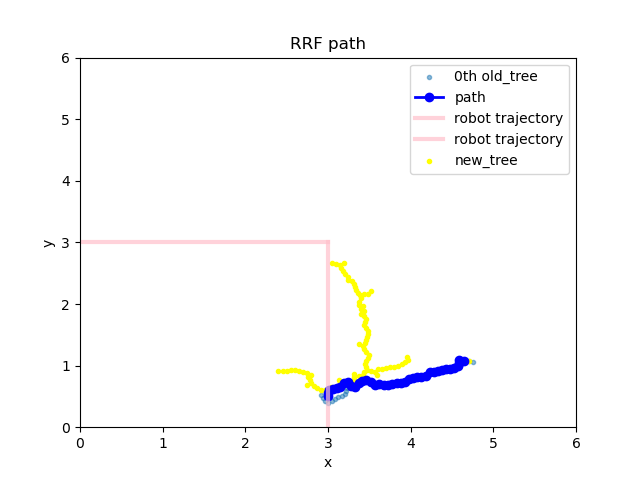 RRF path
0th old_tree
path
robot trajectory
robot trajectory
new_tree
y
6
5
4
3
2
1
0
0 1 2 3 4 5 6
x